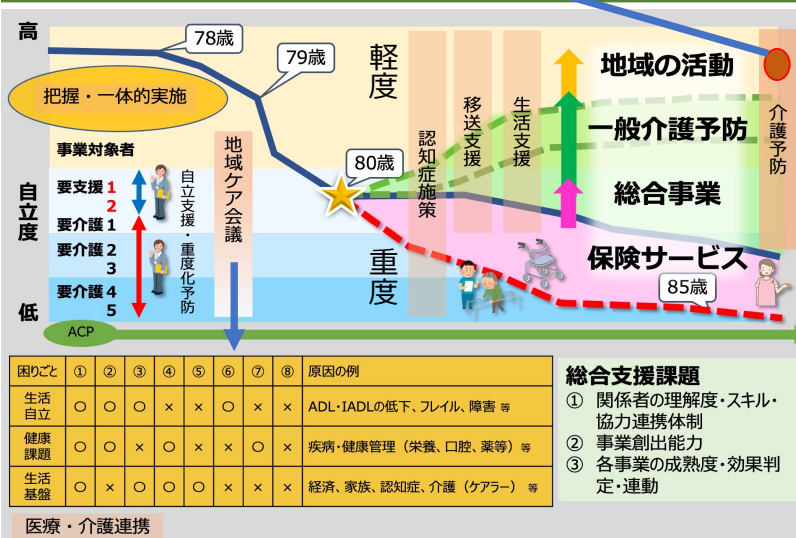 高
78歳
79歳
把握・一体的実施
事業対象者
自立度
要支援 1
2
要介護 1
要介護 2
3
要介護 4
5
低
自立支援・重度化予防
地域ケア会議
80歳
軽度
重度
認知症施策
移送支援
生活支援
地域の活動
一般介護予防
総合事業
保険サービス
85歳
介護予防
ACP
困りごと ① ② ③ ④ ⑤ ⑥ ⑦ ⑧ 原因の例
生活
自立 〇 〇 〇 × × 〇 × × ADL・IADLの低下、フレイル、障害 等
健康
課題 〇 〇 × 〇 × × 〇 × 疾病・健康管理（栄養、口腔、薬等）等
生活
基盤 〇 × 〇 〇 〇 × × × 経済、家族、認知症、介護（ケアラー） 等
総合支援課題
① 関係者の理解度・スキル・
協力連携体制
② 事業創出能力
③ 各事業の成熟度・効果判
定・連動
医療・介護連携